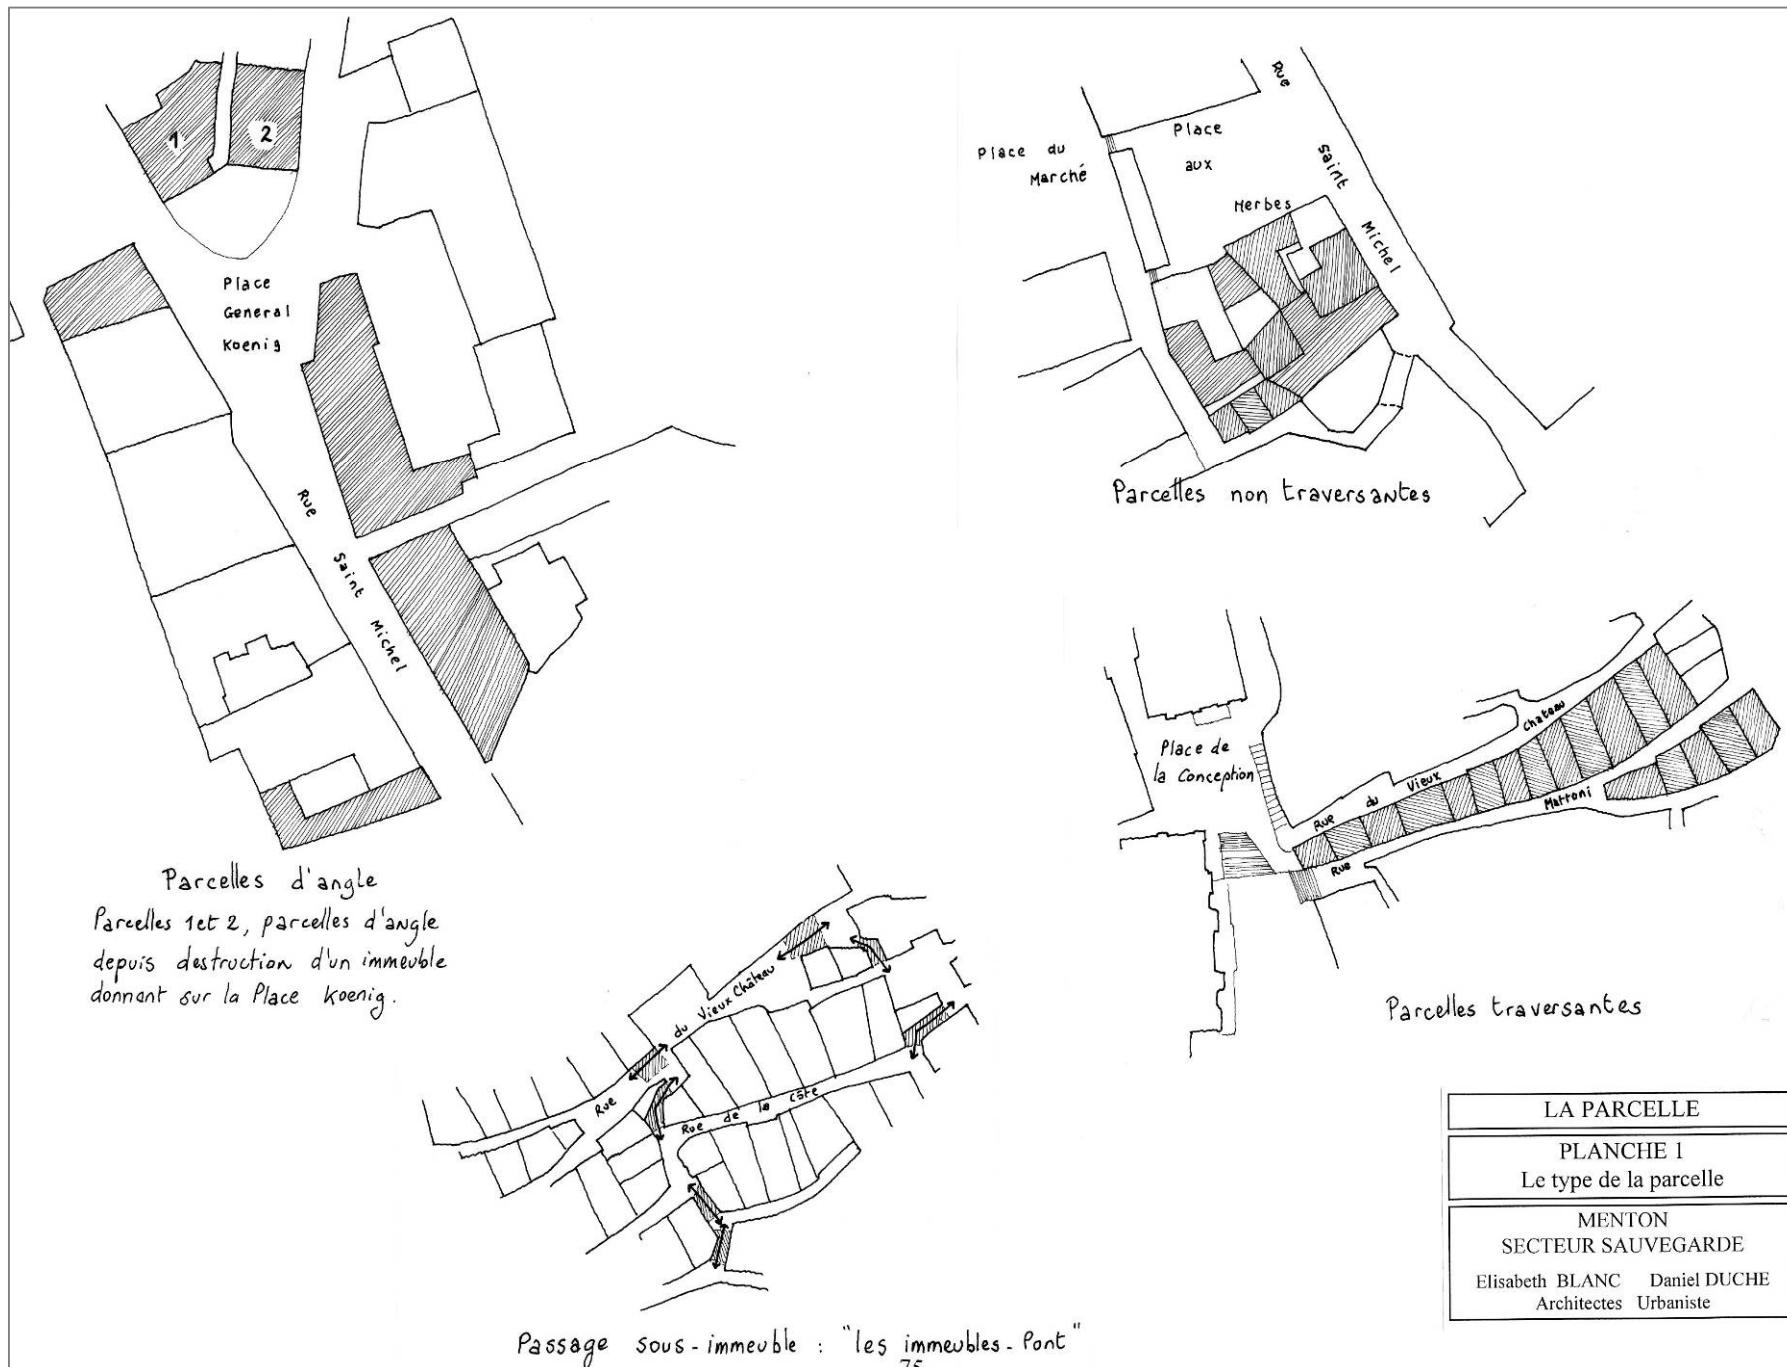 1
2
Place
General
Koenig
Rue
Saint
Michel
Parcelles d'angle
Parcelles 1et 2, parcelles d'angle
depuis destruction d'un immeuble
donnant sur la Place Koenig.
Rue
Saint
Michel
Place du
Marché
Place
aux
Herbes
Parcelles non traversantes
Place de
la Conception
Rue du Vieux Chateau
Rue Mattoni
Parcelles traversantes
Rue du Vieux Château
Rue de la Côte
Passage sous-immeuble : "les immeubles-Pont"
75
LA PARCELLE
PLANCHE 1
Le type de la parcelle
MENTON
SECTEUR SAUVEGARDE
Elisabeth BLANC Daniel DUCHE
Architectes Urbaniste